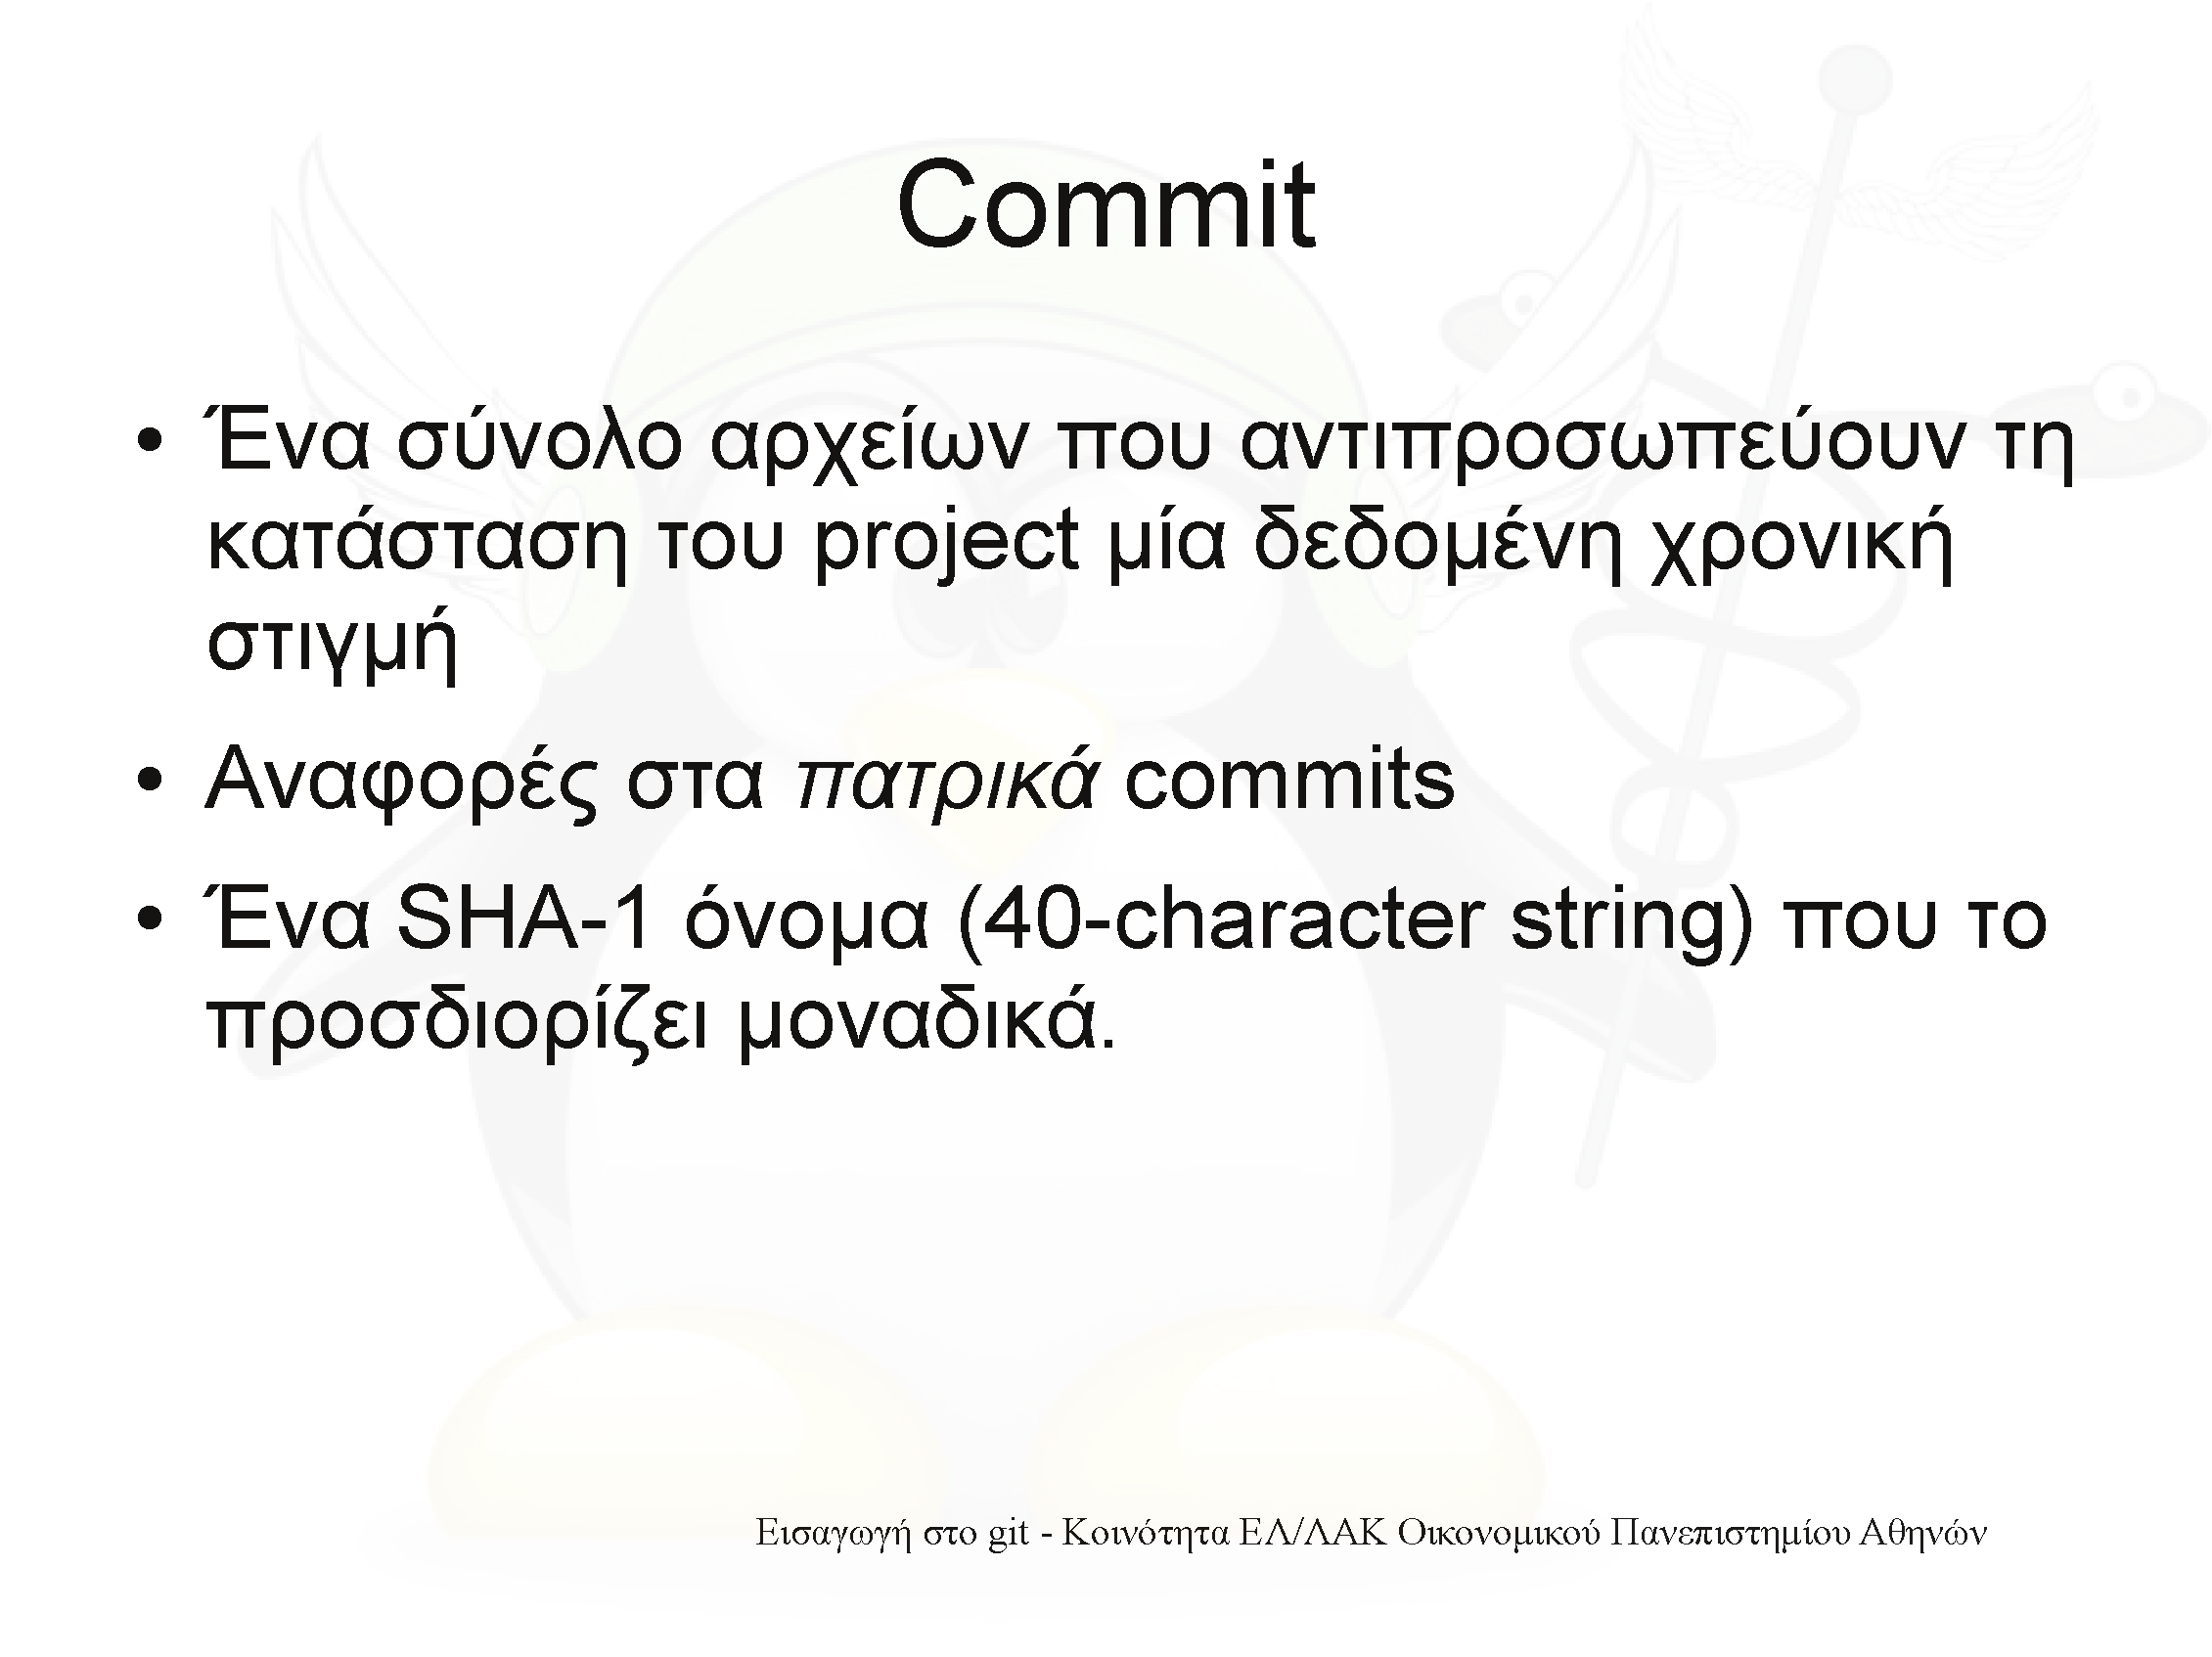 Commit
• Ένα σύνολο αρχείων που αντιπροσωπεύουν τη
κατάσταση του project μία δεδομένη χρονική
στιγμή
• Αναφορές στα πατρικά commits
• Ένα SHA-1 όνομα (40-character string) που το
προσδιορίζει μοναδικά.
Εισαγωγή στο git - Κοινότητα ΕΛ/ΛΑΚ Οικονομικού Πανεπιστημίου Αθηνών